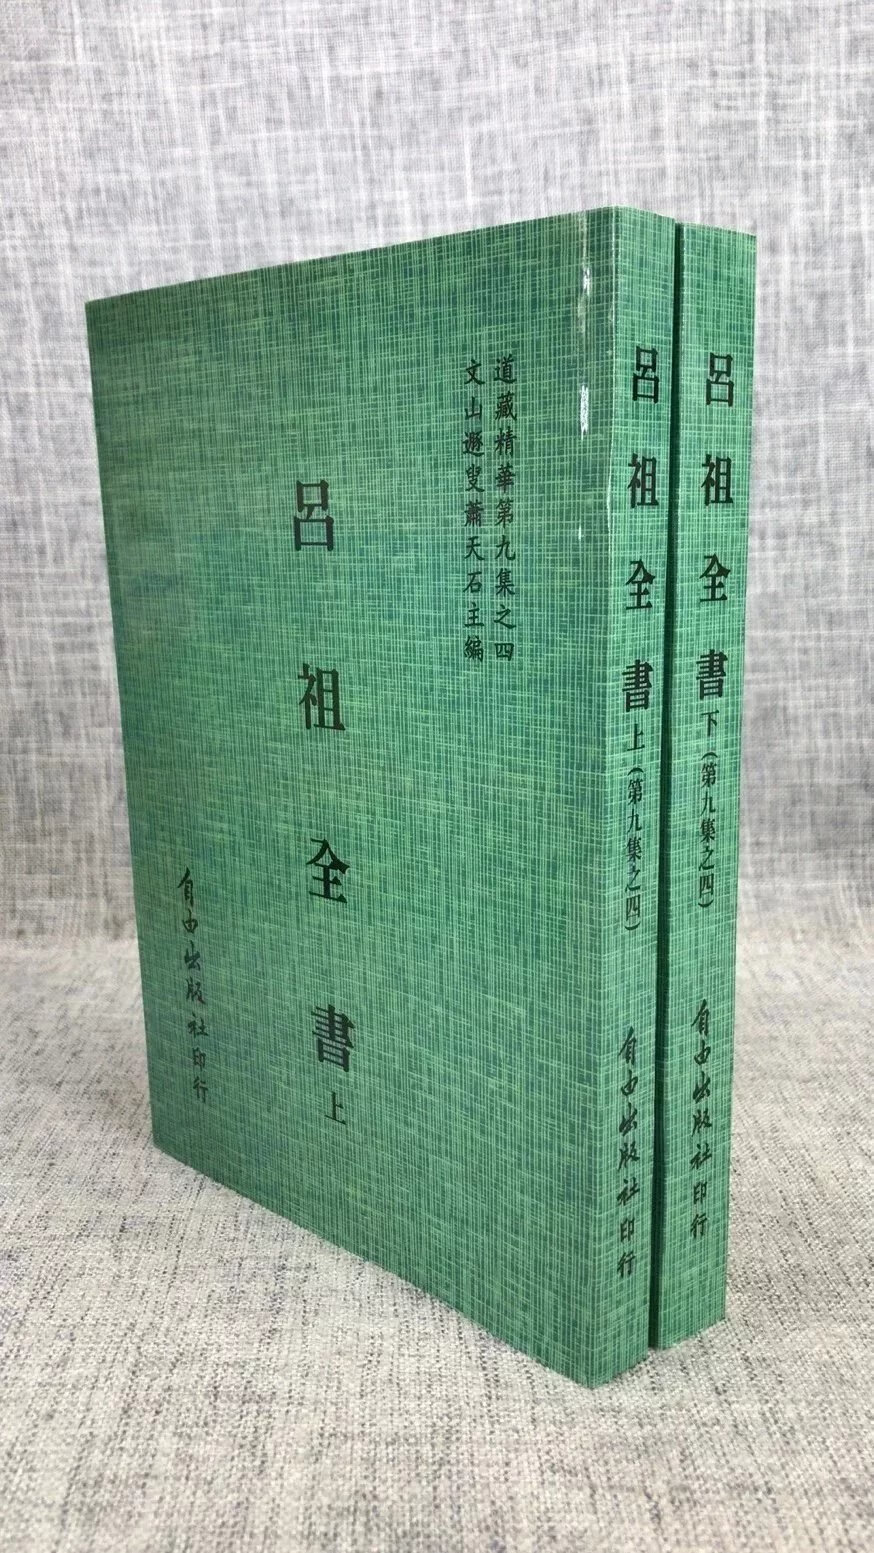 道藏精華第九集之四
文山遯叟蕭天石主編
呂祖全書上
自由出版社印行
呂祖全書上(第九集之四)
自由出版社印行
呂祖全書下(第九集之四)
自由出版社印行